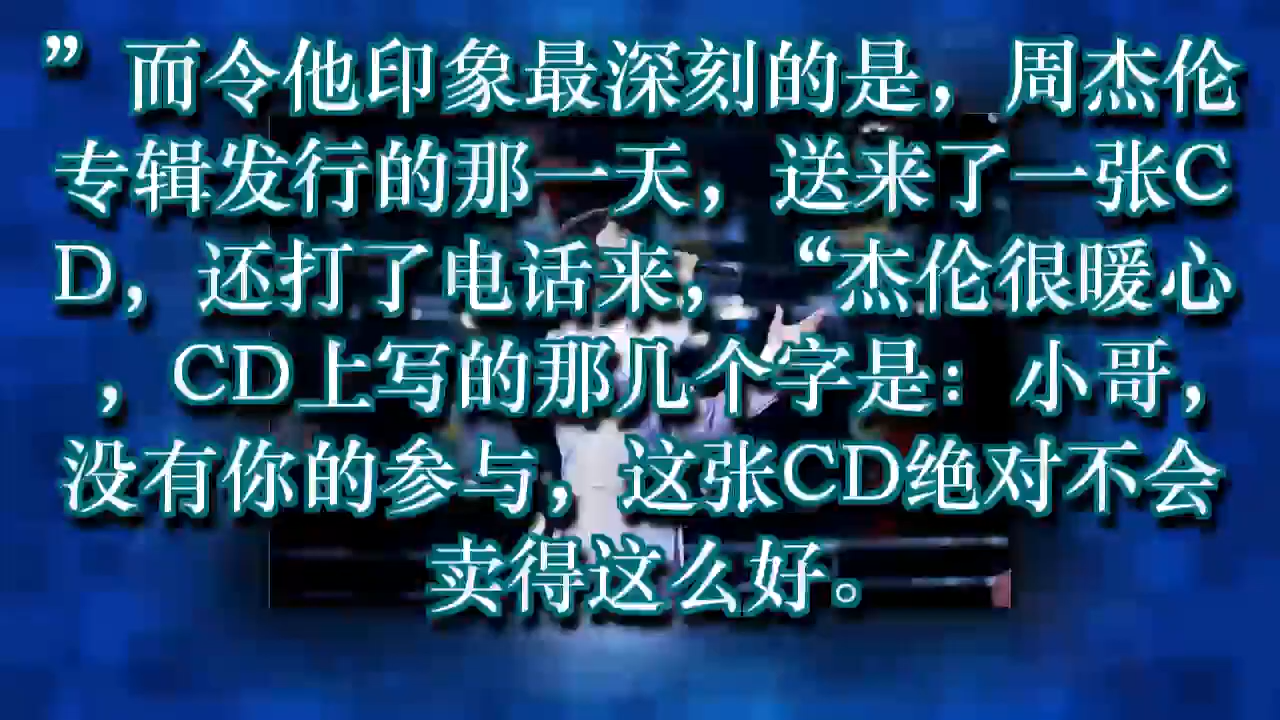 ”而令他印象最深刻的是，周杰伦
专辑发行的那一天，送来了一张C
D，还打了电话来，“杰伦很暖心
，CD上写的那几个字是：小哥，
没有你的参与，这张CD绝对不会
卖得这么好。